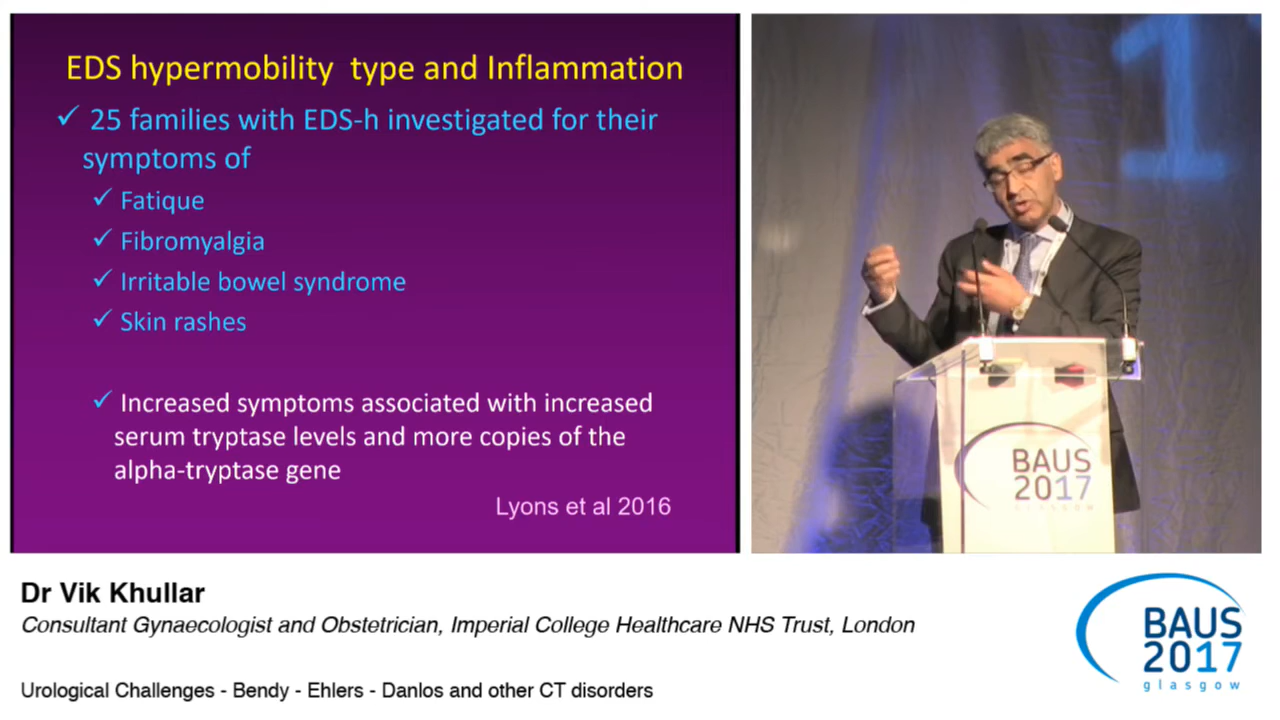 EDS hypermobility type and Inflammation
✓ 25 families with EDS-h investigated for their
symptoms of
✓ Fatique
✓ Fibromyalgia
✓ Irritable bowel syndrome
✓ Skin rashes
✓ Increased symptoms associated with increased
serum tryptase levels and more copies of the
alpha-tryptase gene
Lyons et al 2016
1
BAUS
2017
GLASGOW
Dr Vik Khullar
Consultant Gynaecologist and Obstetrician, Imperial College Healthcare NHS Trust, London
Urological Challenges - Bendy - Ehlers - Danlos and other CT disorders
BAUS
2017
glasgow